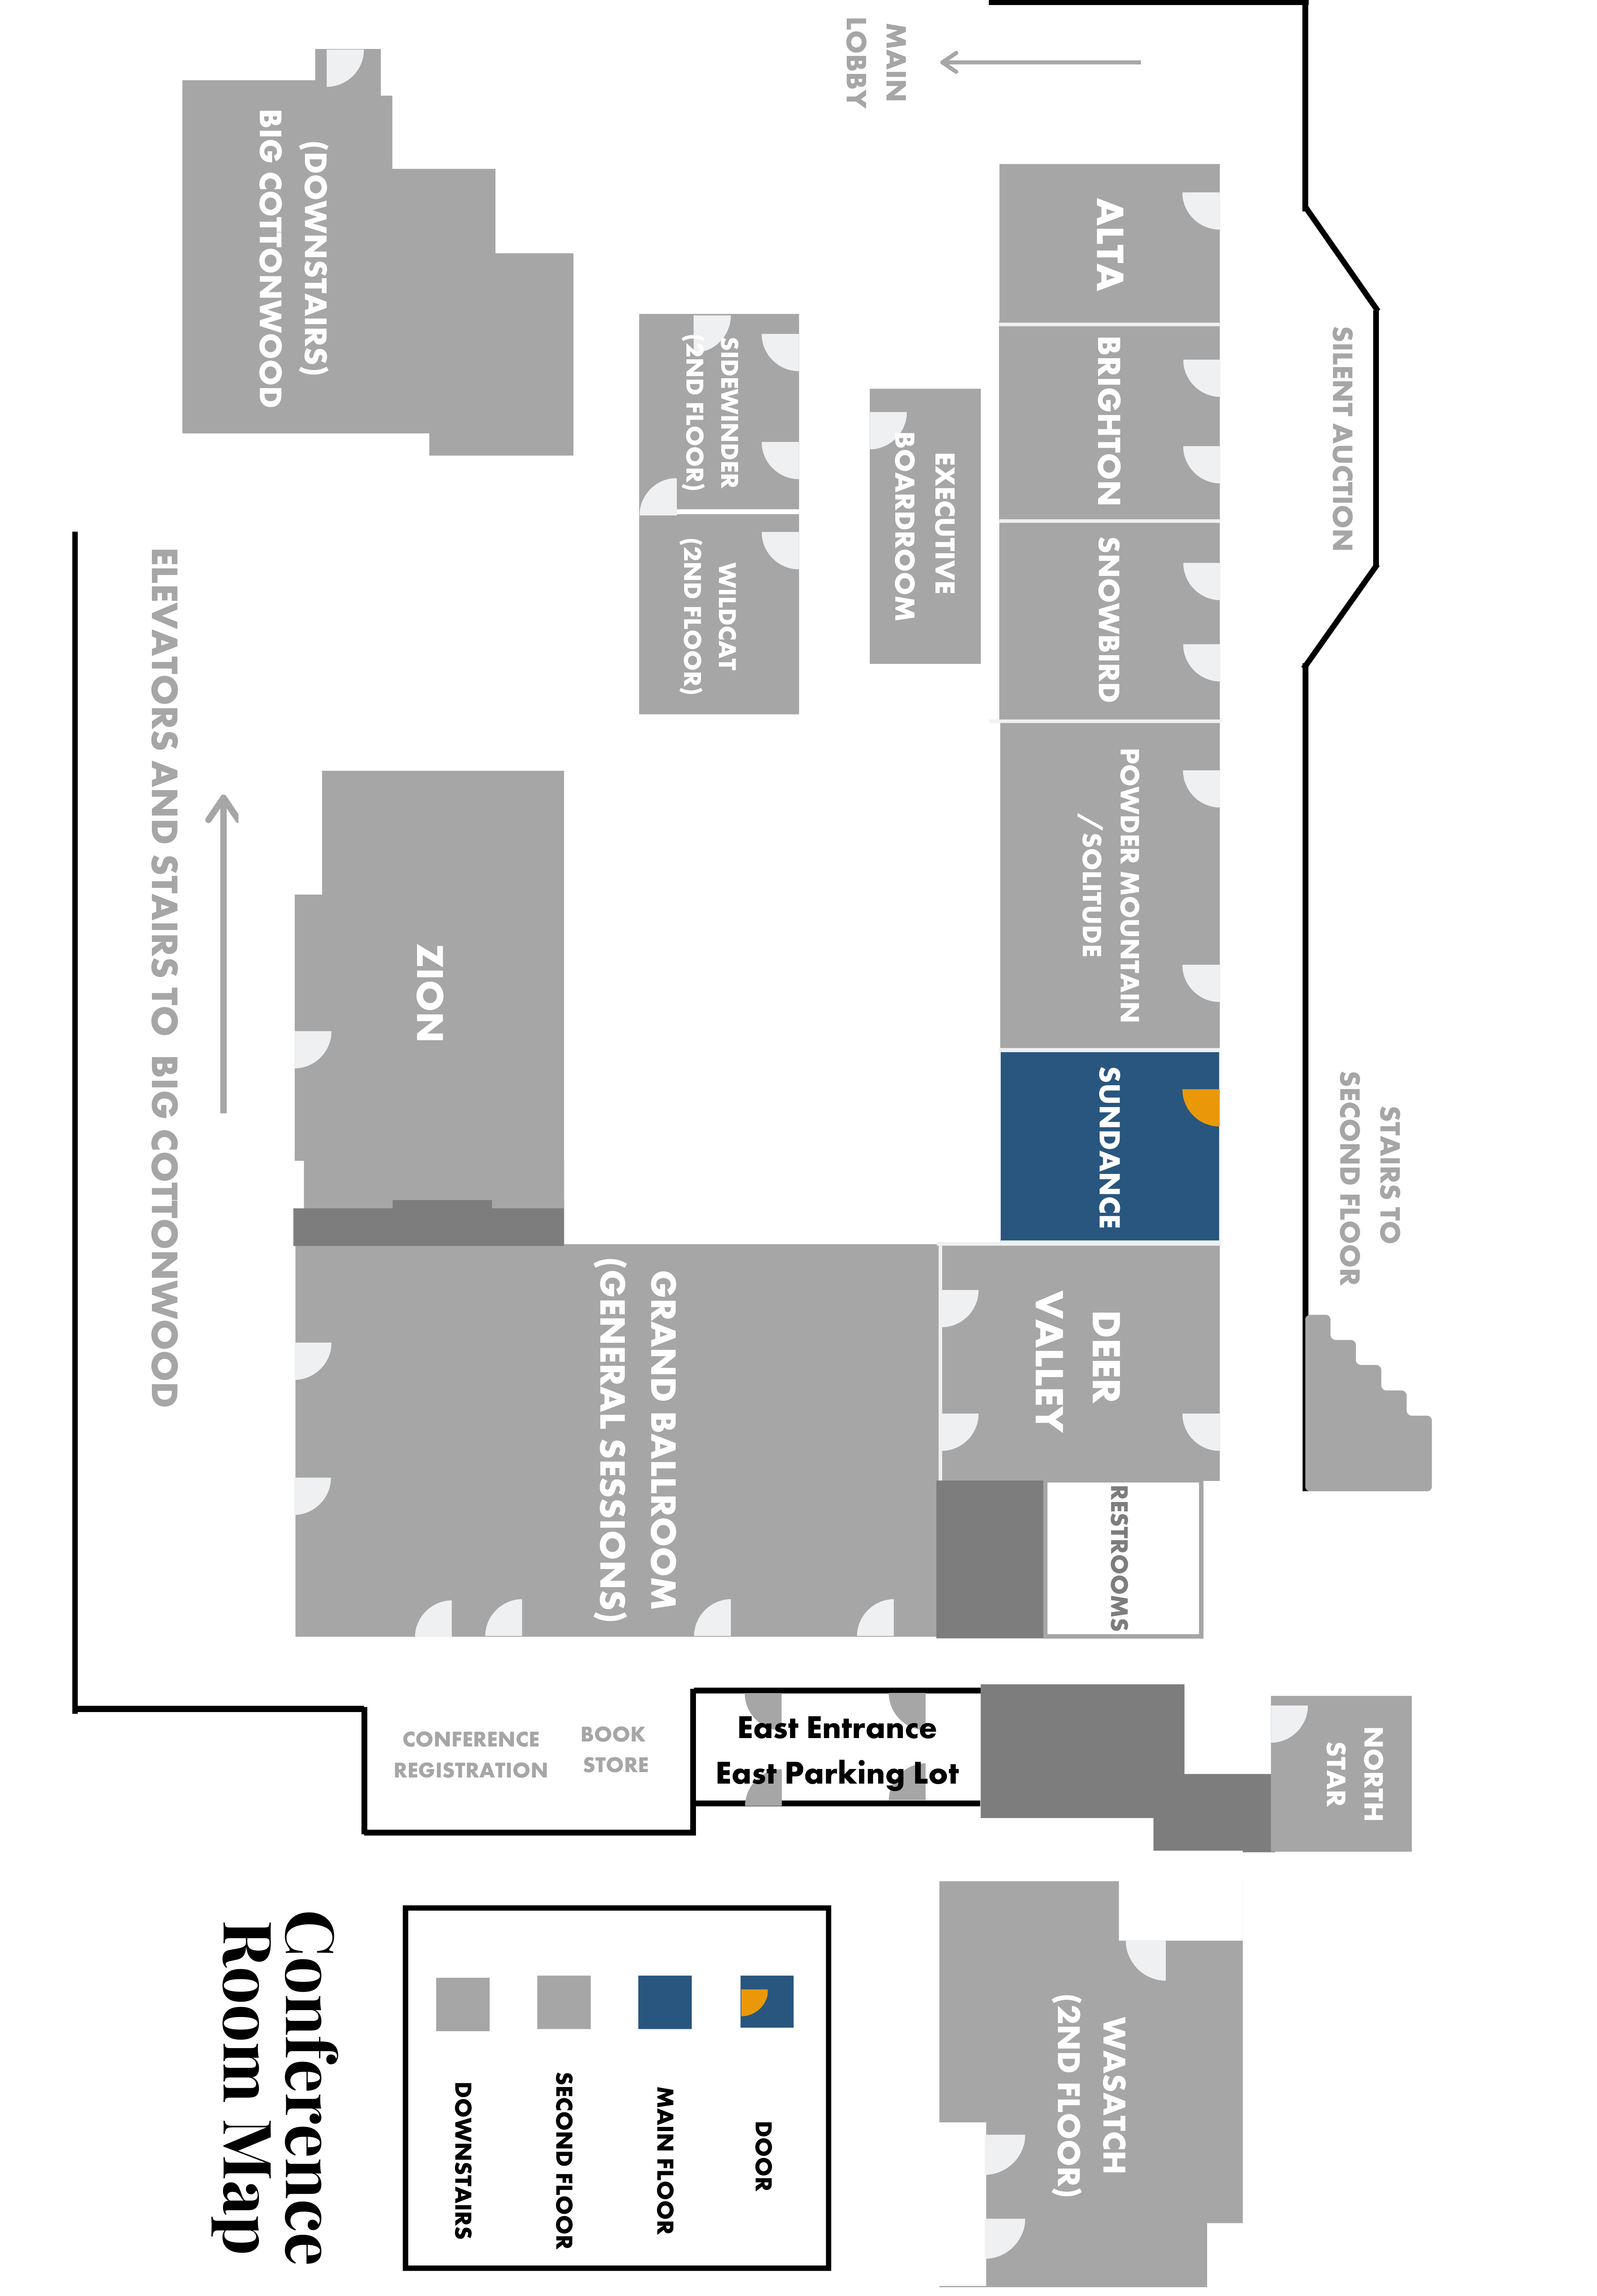 MAIN
LOBBY
ALTA
BRIGHTON
SNOWBIRD
POWDER MOUNTAIN
/SOLITUDE
SUNDANCE
DEER
VALLEY
RESTROOMS
SILENT AUCTION
STAIRS TO
SECOND FLOOR
EXECUTIVE
BOARDROOM
SIDEWINDER
(2ND FLOOR)
WILDCAT
(2ND FLOOR)
(DOWNSTAIRS)
BIG COTTONWOOD
ELEVATORS AND STAIRS TO BIG COTTONWOOD
ZION
GRAND BALLROOM
(GENERAL SESSIONS)
CONFERENCE
REGISTRATION
BOOK
STORE
East Entrance
East Parking Lot
NORTH
STAR
WASATCH
(2ND FLOOR)
DOOR
MAIN FLOOR
SECOND FLOOR
DOWNSTAIRS
Conference
Room Map